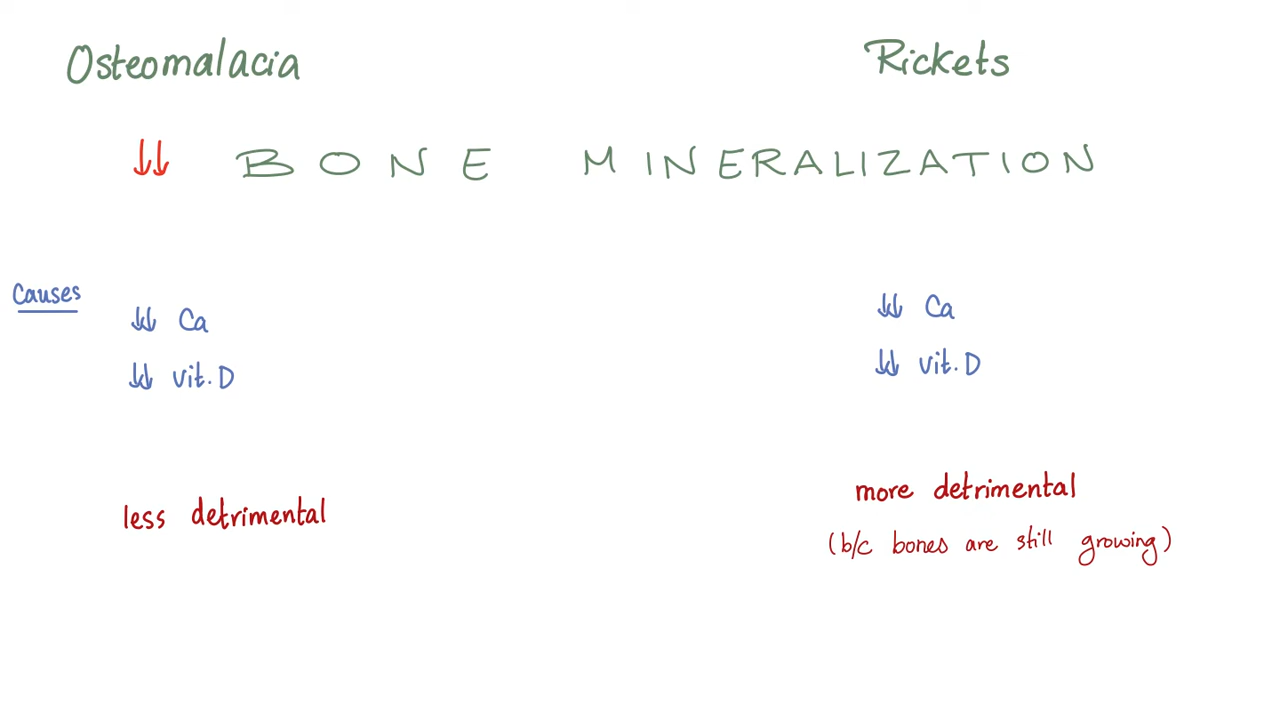 Osteomalacia
Rickets
↓↓ BONE MINERALIZATION
Causes
↓↓ Ca
↓↓ vit.D
↓↓ Ca
↓↓ vit.D
less detrimental
more detrimental
(b/c bones are still growing)